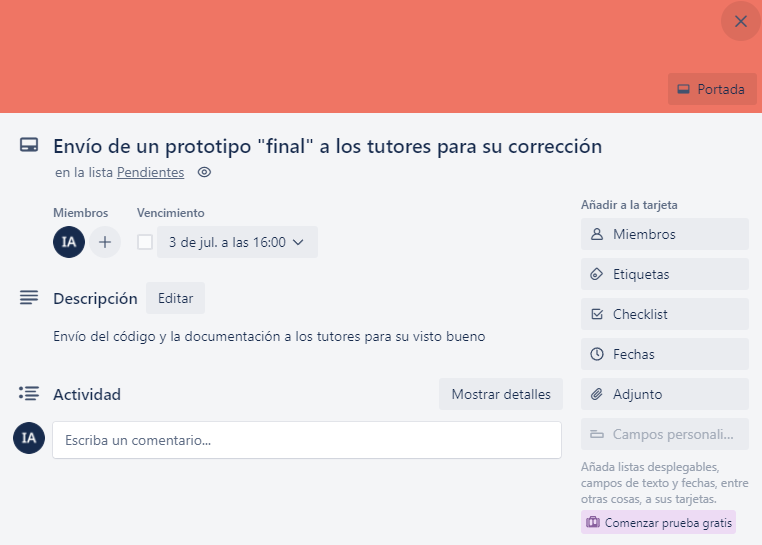 Portada
Envío de un prototipo "final" a los tutores para su corrección
en la lista Pendientes
Miembros
Vencimiento
IA
3 de jul. a las 16:00
Descripción
Editar
Envío del código y la documentación a los tutores para su visto bueno
Actividad
Mostrar detalles
IA
Escriba un comentario...
Añadir a la tarjeta
Miembros
Etiquetas
Checklist
Fechas
Adjunto
Campos personali...
Añada listas desplegables,
campos de texto y fechas, entre
otras cosas, a sus tarjetas.
Comenzar prueba gratis